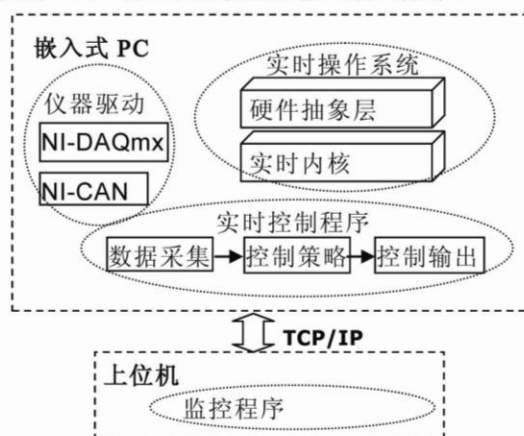 嵌入式 PC
仪器驱动
NI-DAQmx
NI-CAN
实时操作系统
硬件抽象层
实时内核
实时控制程序
数据采集
控制策略
控制输出
TCP/IP
上位机
监控程序